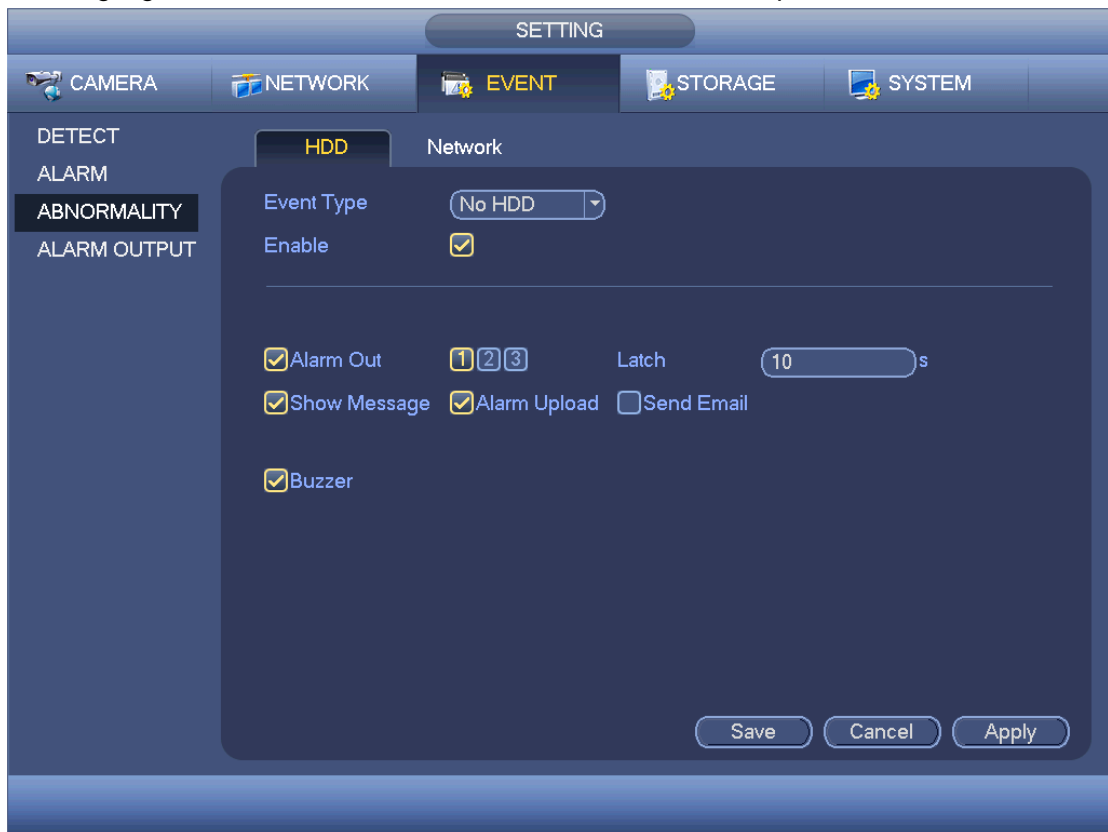 SETTING
CAMERA NETWORK EVENT STORAGE SYSTEM
DETECT
ALARM
ABNORMALITY
ALARM OUTPUT
HDD Network
Event Type No HDD
Enable
Alarm Out 1 2 3 Latch 10 s
Show Message Alarm Upload Send Email
Buzzer
Save Cancel Apply